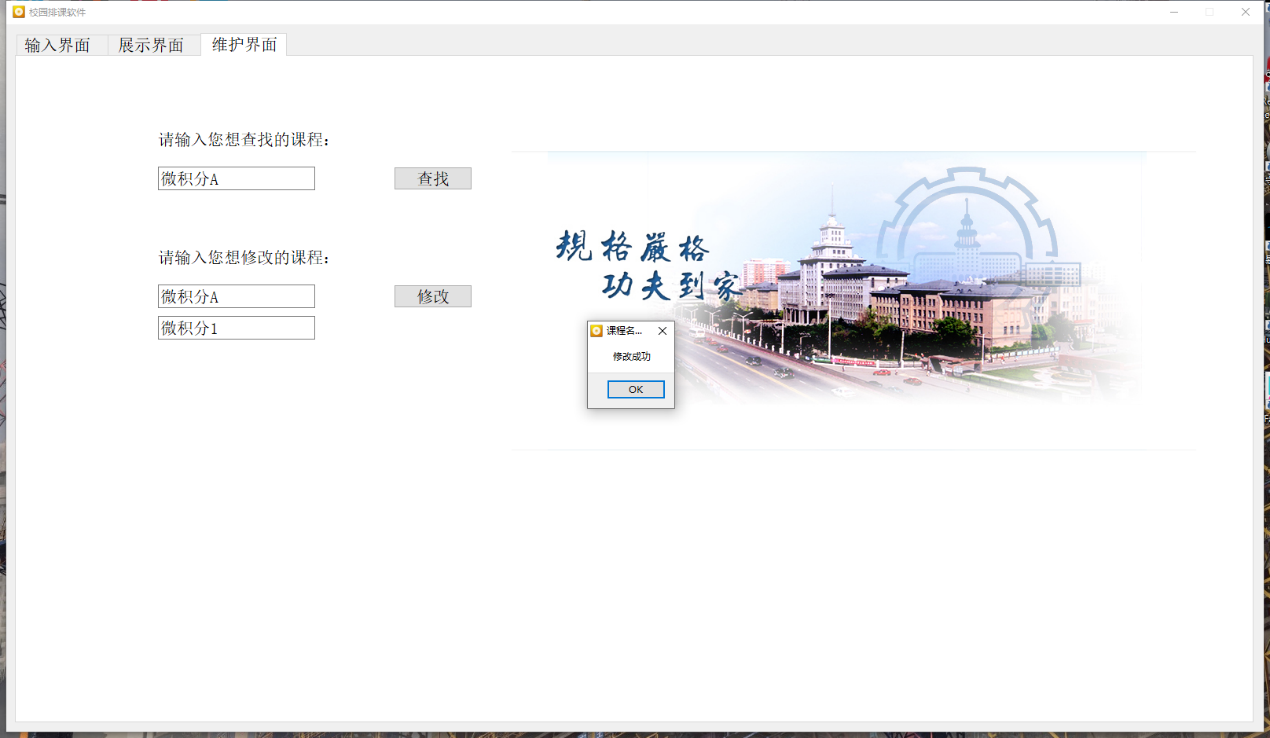 校园排课软件
输入界面 展示界面 维护界面
请输入您想查找的课程：
微积分A 查找
请输入您想修改的课程：
微积分A 修改
微积分1
規格嚴格
功夫到家
课程名...
修改成功
OK